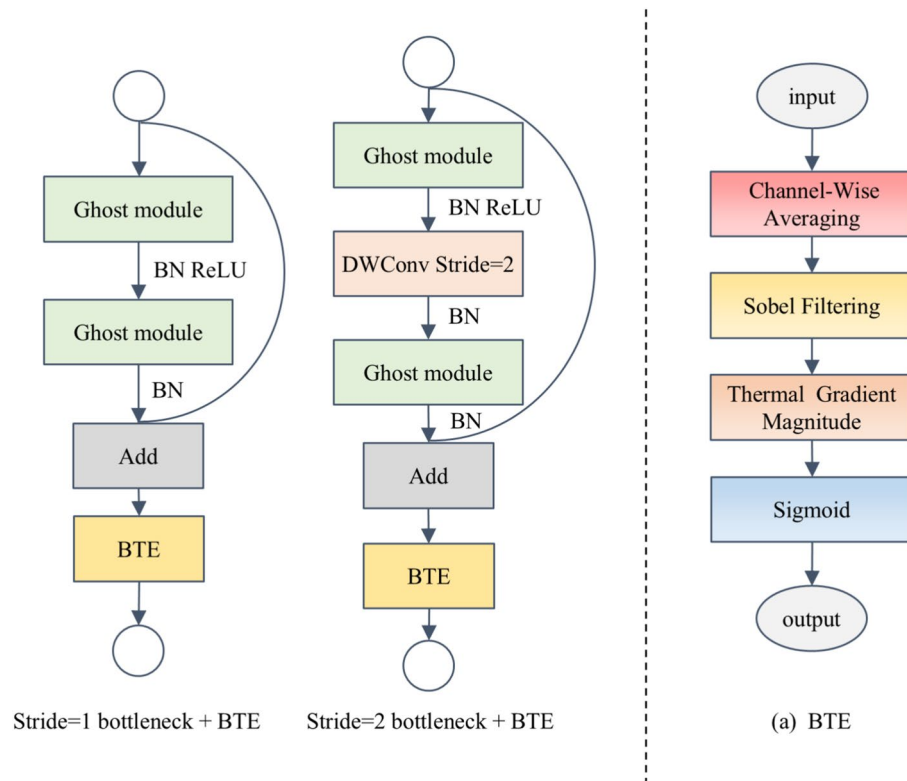 Ghost module
BN ReLU
Ghost module
BN
Add
BTE
Stride=1 bottleneck + BTE
Ghost module
BN ReLU
DWConv Stride=2
BN
Ghost module
BN
Add
BTE
Stride=2 bottleneck + BTE
input
Channel-Wise
Averaging
Sobel Filtering
Thermal Gradient
Magnitude
Sigmoid
output
(a) BTE